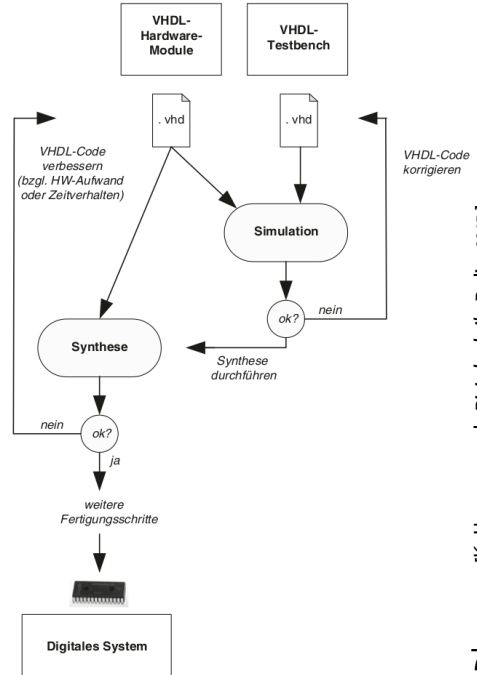 VHDL-
Hardware-
Module
VHDL-
Testbench
. vhd
. vhd
VHDL-Code
verbessern
(bzgl. HW-Aufwand
oder Zeitverhalten)
VHDL-Code
korrigieren
Simulation
ok?
nein
Synthese
Synthese
durchführen
nein
ok?
ja
weitere
Fertigungsschritte
Digitales System